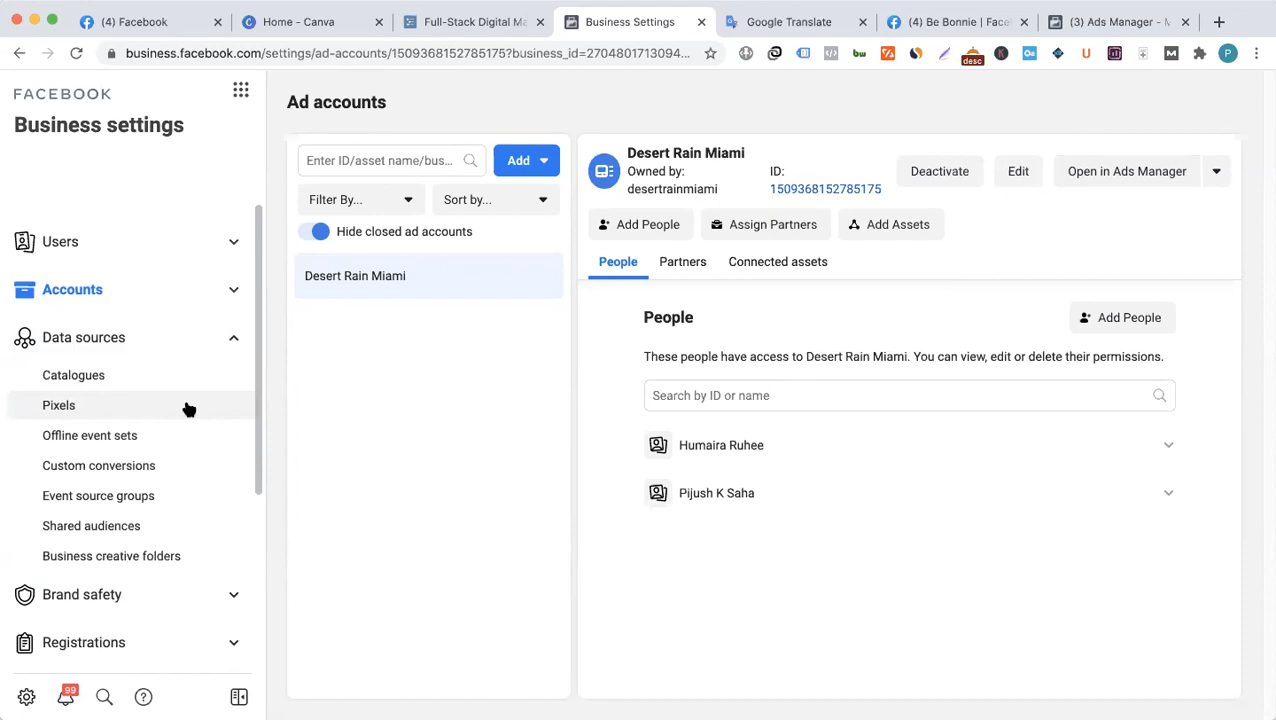 (4) Facebook
Home - Canva
Full-Stack Digital Ma
Business Settings
Google Translate
(4) Be Bonnie | Face
(3) Ads Manager - M
business.facebook.com/settings/ad-accounts/1509368152785175?business_id=2704801713094...
desc
P
FACEBOOK
Business settings
Users
Accounts
Data sources
Catalogues
Pixels
Offline event sets
Custom conversions
Event source groups
Shared audiences
Business creative folders
Brand safety
Registrations
99
Ad accounts
Enter ID/asset name/bus...
Add
Filter By...
Sort by...
Hide closed ad accounts
Desert Rain Miami
Desert Rain Miami
Owned by:
desertrainmiami
ID:
1509368152785175
Deactivate
Edit
Open in Ads Manager
Add People
Assign Partners
Add Assets
People
Partners
Connected assets
People
Add People
These people have access to Desert Rain Miami. You can view, edit or delete their permissions.
Search by ID or name
Humaira Ruhee
Pijush K Saha